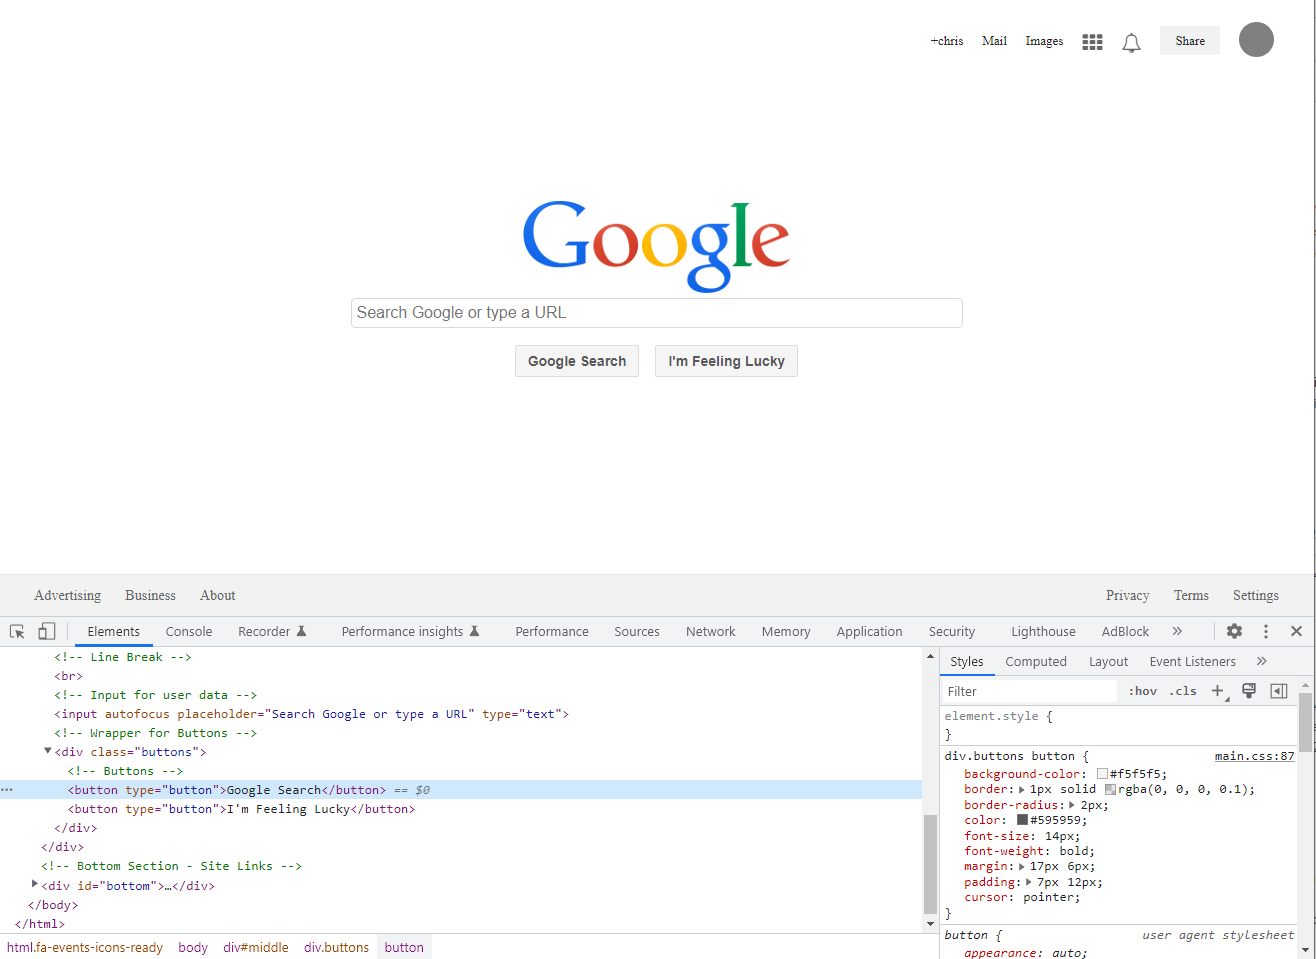 +chris Mail Images Share
Google
Search Google or type a URL
Google Search I'm Feeling Lucky
Advertising Business About Privacy Terms Settings
Elements Console Recorder Performance insights Performance Sources Network Memory Application Security Lighthouse AdBlock »
<!-- Line Break -->
<br>
<!-- Input for user data -->
<input autofocus placeholder="Search Google or type a URL" type="text">
<!-- Wrapper for Buttons -->
<div class="buttons">
<!-- Buttons -->
<button type="button">Google Search</button> == $0
<button type="button">I'm Feeling Lucky</button>
</div>
</div>
<!-- Bottom Section - Site Links -->
<div id="bottom">…</div>
</body>
</html>
html.fa-events-icons-ready body div#middle div.buttons button
Styles Computed Layout Event Listeners »
Filter :hov .cls +
element.style {
}
div.buttons button { main.css:87
background-color: #f5f5f5;
border: 1px solid rgba(0, 0, 0, 0.1);
border-radius: 2px;
color: #595959;
font-size: 14px;
font-weight: bold;
margin: 17px 6px;
padding: 7px 12px;
cursor: pointer;
}
button { user agent stylesheet
appearance: auto;